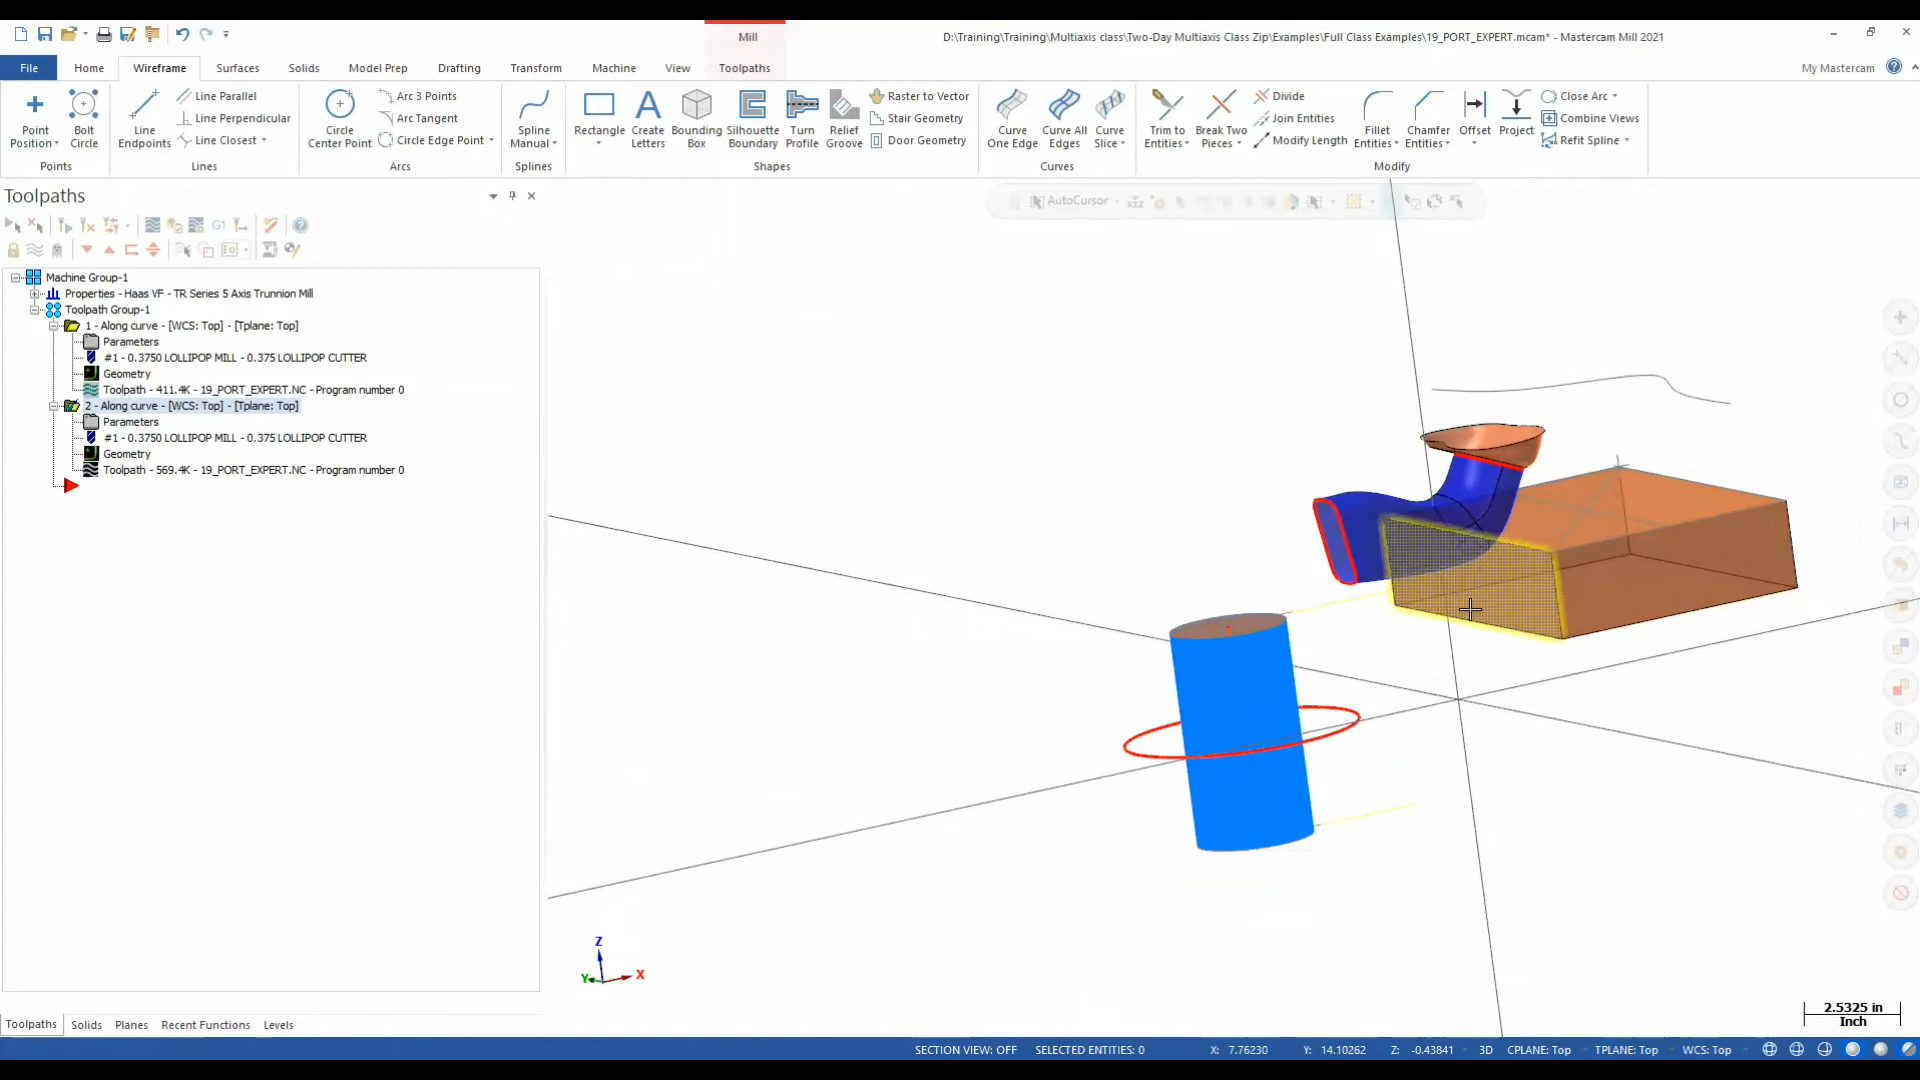 Mill
D:\Training\Training\Multiaxis class\Two-Day Multiaxis Class Zip\Examples\Full Class Examples\19_PORT_EXPERT.mcam* - Mastercam Mill 2021
File
Home
Wireframe
Surfaces
Solids
Model Prep
Drafting
Transform
Machine
View
Toolpaths
My Mastercam
Point Position
Bolt Circle
Points
Line Endpoints
Line Parallel
Line Perpendicular
Line Closest
Lines
Circle Center Point
Arc 3 Points
Arc Tangent
Circle Edge Point
Arcs
Spline Manual
Splines
Rectangle
Create Letters
Bounding Box
Silhouette Boundary
Turn Profile
Relief Groove
Raster to Vector
Stair Geometry
Door Geometry
Shapes
Curve One Edge
Curve All Edges
Curve Slice
Curves
Trim to Entities
Break Two Pieces
Divide
Join Entities
Modify Length
Fillet Entities
Chamfer Entities
Offset
Project
Close Arc
Combine Views
Refit Spline
Modify
Toolpaths
AutoCursor
G1
Machine Group-1
Properties - Haas VF - TR Series 5 Axis Trunnion Mill
Toolpath Group-1
1 - Along curve - [WCS: Top] - [Tplane: Top]
Parameters
#1 - 0.3750 LOLLIPOP MILL - 0.375 LOLLIPOP CUTTER
Geometry
Toolpath - 411.4K - 19_PORT_EXPERT.NC - Program number 0
2 - Along curve - [WCS: Top] - [Tplane: Top]
Parameters
#1 - 0.3750 LOLLIPOP MILL - 0.375 LOLLIPOP CUTTER
Geometry
Toolpath - 569.4K - 19_PORT_EXPERT.NC - Program number 0
Z
Y
X
2.5325 in
Inch
Toolpaths
Solids
Planes
Recent Functions
Levels
SECTION VIEW: OFF
SELECTED ENTITIES: 0
X: 7.76230
Y: 14.10262
Z: -0.43841
3D
CPLANE: Top
TPLANE: Top
WCS: Top